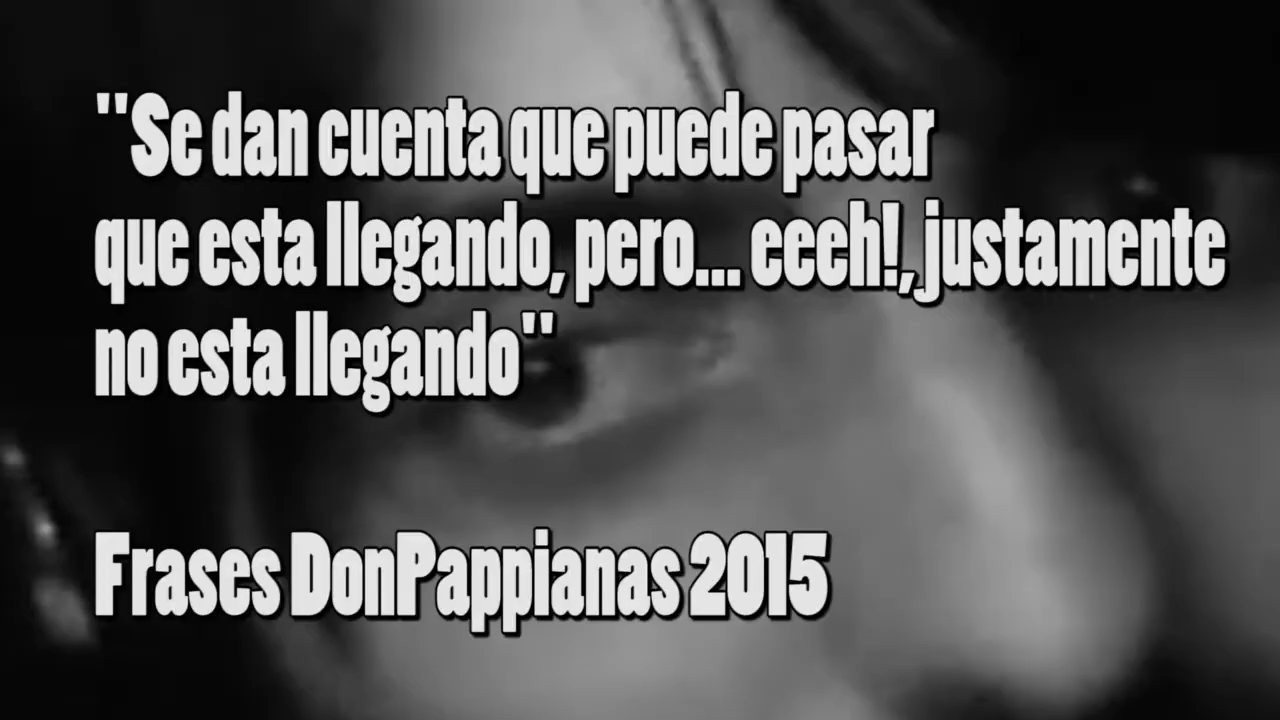 "Se dan cuenta que puede pasar
que esta llegando, pero... eeeh!, justamente
no esta llegando"
Frases DonPappianas 2015